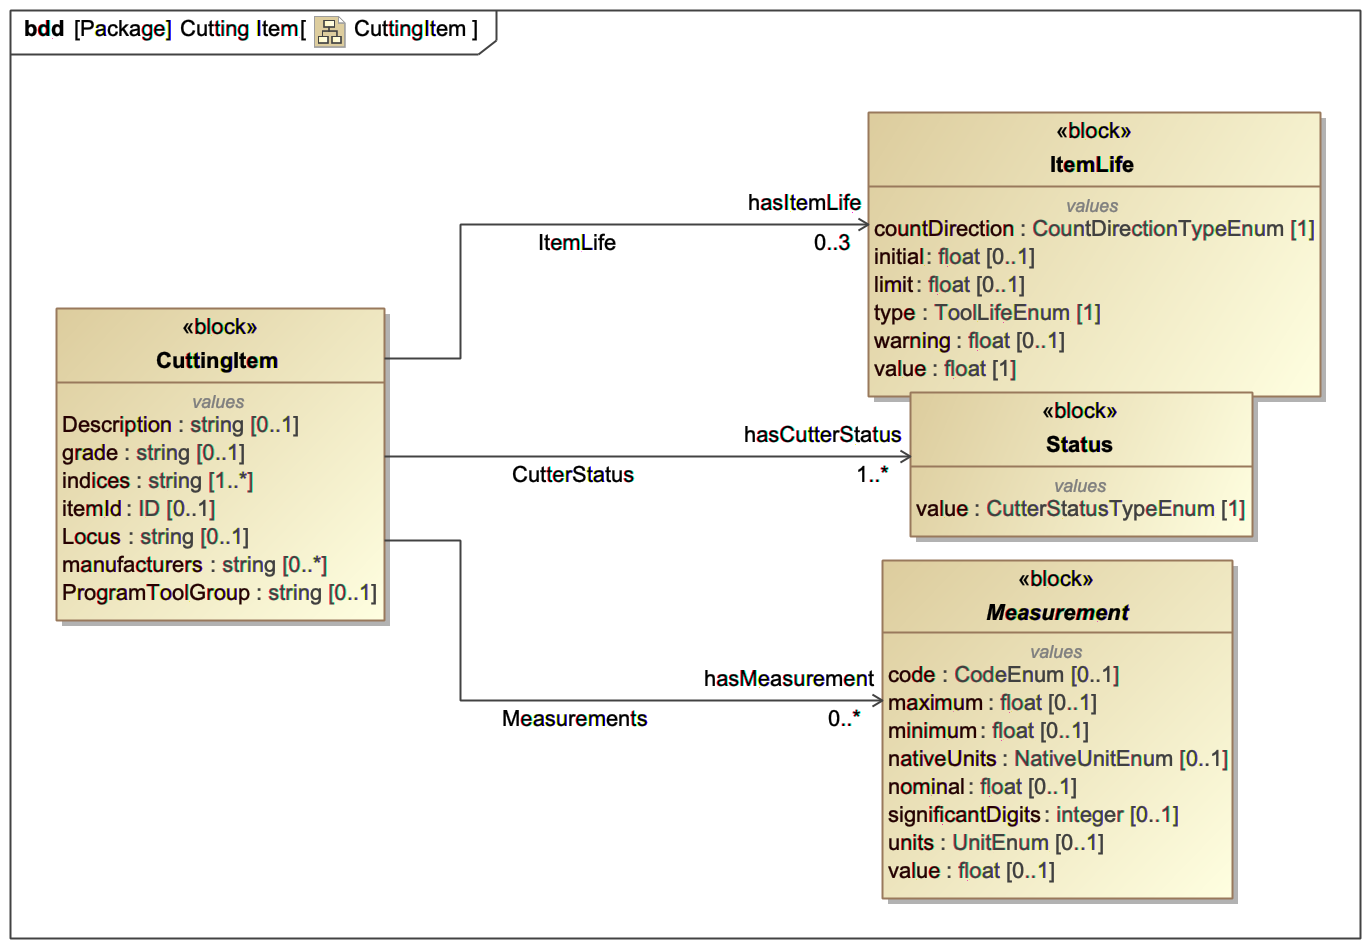 bdd [Package] Cutting Item[ CuttingItem ]
«block»
ItemLife
values
countDirection : CountDirectionTypeEnum [1]
initial : float [0..1]
limit : float [0..1]
type : ToolLifeEnum [1]
warning : float [0..1]
value : float [1]
hasItemLife
ItemLife
0..3
«block»
CuttingItem
values
Description : string [0..1]
grade : string [0..1]
indices : string [1..*]
itemId : ID [0..1]
Locus : string [0..1]
manufacturers : string [0..*]
ProgramToolGroup : string [0..1]
hasCutterStatus
CutterStatus
1..*
«block»
Status
values
value : CutterStatusTypeEnum [1]
hasMeasurement
Measurements
0..*
«block»
Measurement
values
code : CodeEnum [0..1]
maximum : float [0..1]
minimum : float [0..1]
nativeUnits : NativeUnitEnum [0..1]
nominal : float [0..1]
significantDigits : integer [0..1]
units : UnitEnum [0..1]
value : float [0..1]